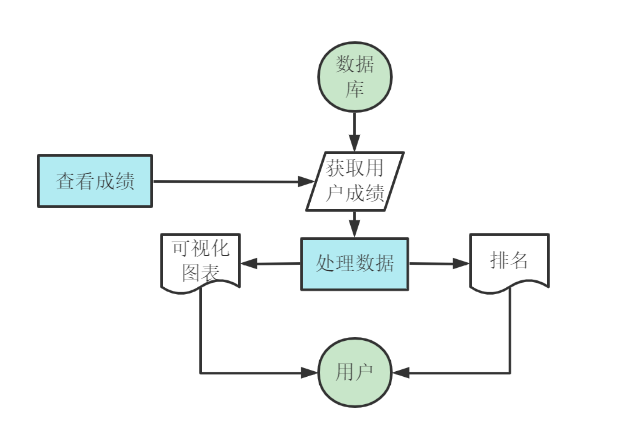 数据
库
查看成绩
获取用
户成绩
可视化
图表
处理数据
排名
用户